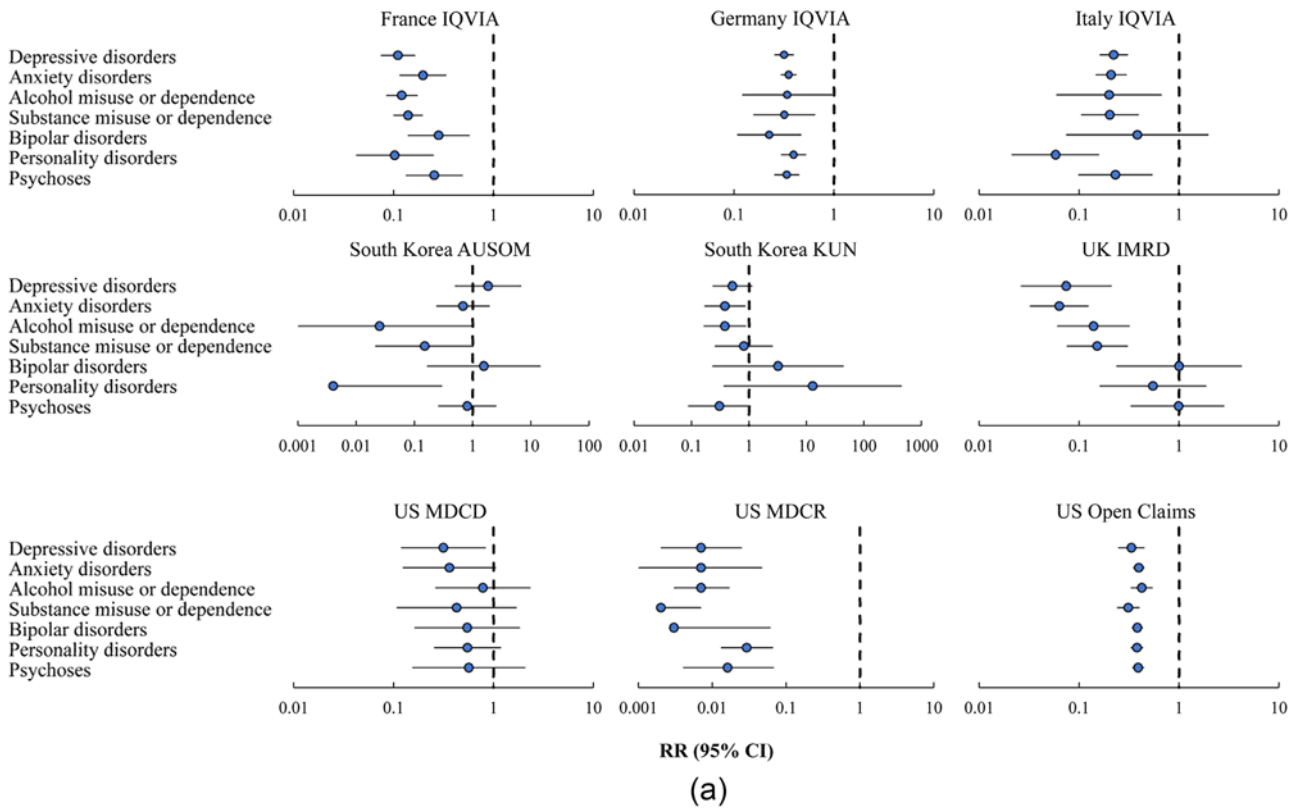 France IQVIA Germany IQVIA Italy IQVIA
Depressive disorders
Anxiety disorders
Alcohol misuse or dependence
Substance misuse or dependence
Bipolar disorders
Personality disorders
Psychoses
0.01 0.1 1 10 0.1 1 10 0.01 0.1 1 10
South Korea AUSOM South Korea KUN UK IMRD
Depressive disorders
Anxiety disorders
Alcohol misuse or dependence
Substance misuse or dependence
Bipolar disorders
Personality disorders
Psychoses
0.001 0.01 0.1 1 10 100 0.01 0.1 1 10 100 1000 0.01 0.1 1 10
US MDCD US MDCR US Open Claims
Depressive disorders
Anxiety disorders
Alcohol misuse or dependence
Substance misuse or dependence
Bipolar disorders
Personality disorders
Psychoses
0.01 0.1 1 10 0.001 0.01 0.1 1 10 0.01 0.1 1 10
RR (95% CI)
(a)